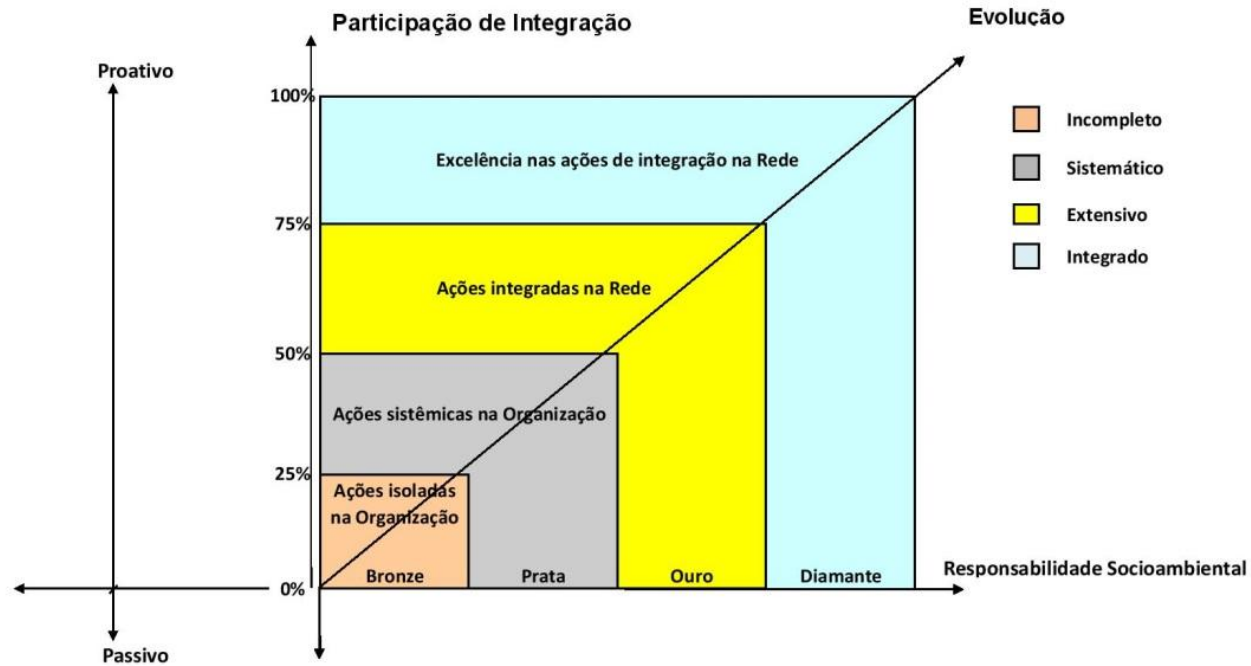 Participação de Integração
Evolução
Proativo
100%
Incompleto
Excelência nas ações de integração na Rede
Sistemático
75%
Extensivo
Integrado
Ações integradas na Rede
50%
Ações sistêmicas na Organização
25%
Ações isoladas
na Organização
0%
Bronze
Prata
Ouro
Diamante
Responsabilidade Socioambiental
Passivo